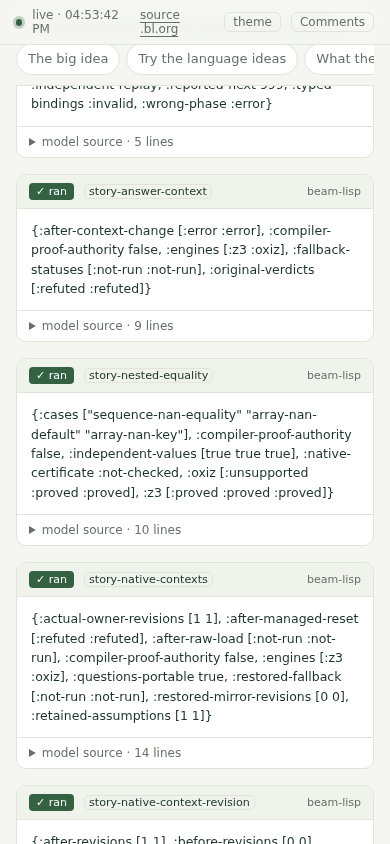 live · 04:53:42 PM
source .bl.org
theme
Comments
The big idea
Try the language ideas
What the
:independent-replay, :reported-next 999, :typed-
bindings :invalid, :wrong-phase :error}
model source · 5 lines
✓ ran
story-answer-context
beam-lisp
{:after-context-change [:error :error], :compiler-
proof-authority false, :engines [:z3 :oxiz], :fallback-
statuses [:not-run :not-run], :original-verdicts
[:refuted :refuted]}
model source · 9 lines
✓ ran
story-nested-equality
beam-lisp
{:cases ["sequence-nan-equality" "array-nan-
default" "array-nan-key"], :compiler-proof-authority
false, :independent-values [true true true], :native-
certificate :not-checked, :oxiz [:unsupported
:proved :proved], :z3 [:proved :proved :proved]}
model source · 10 lines
✓ ran
story-native-contexts
beam-lisp
{:actual-owner-revisions [1 1], :after-managed-reset
[:refuted :refuted], :after-raw-load [:not-run :not-
run], :compiler-proof-authority false, :engines [:z3
:oxiz], :questions-portable true, :restored-fallback
[:not-run :not-run], :restored-mirror-revisions [0 0],
:retained-assumptions [1 1]}
model source · 14 lines
✓ ran
story-native-context-revision
beam-lisp
{:after-revisions [1 1], :before-revisions [0 0]